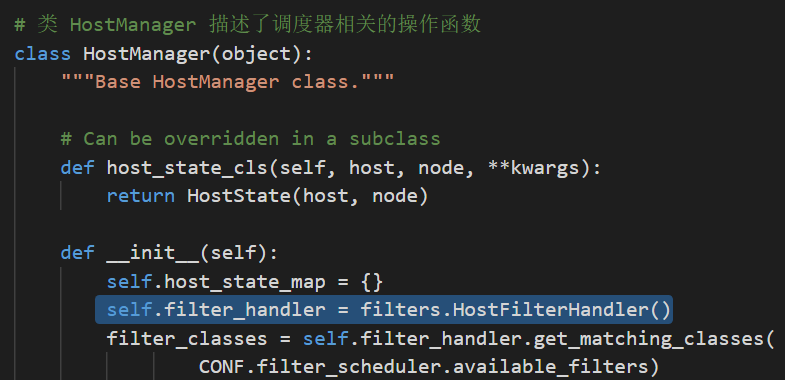 # 类 HostManager 描述了调度器相关的操作函数
class HostManager(object):
    """Base HostManager class."""
    # Can be overridden in a subclass
    def host_state_cls(self, host, node, **kwargs):
        return HostState(host, node)
    def __init__(self):
        self.host_state_map = {}
        self.filter_handler = filters.HostFilterHandler()
        filter_classes = self.filter_handler.get_matching_classes(
                CONF.filter_scheduler.available_filters)